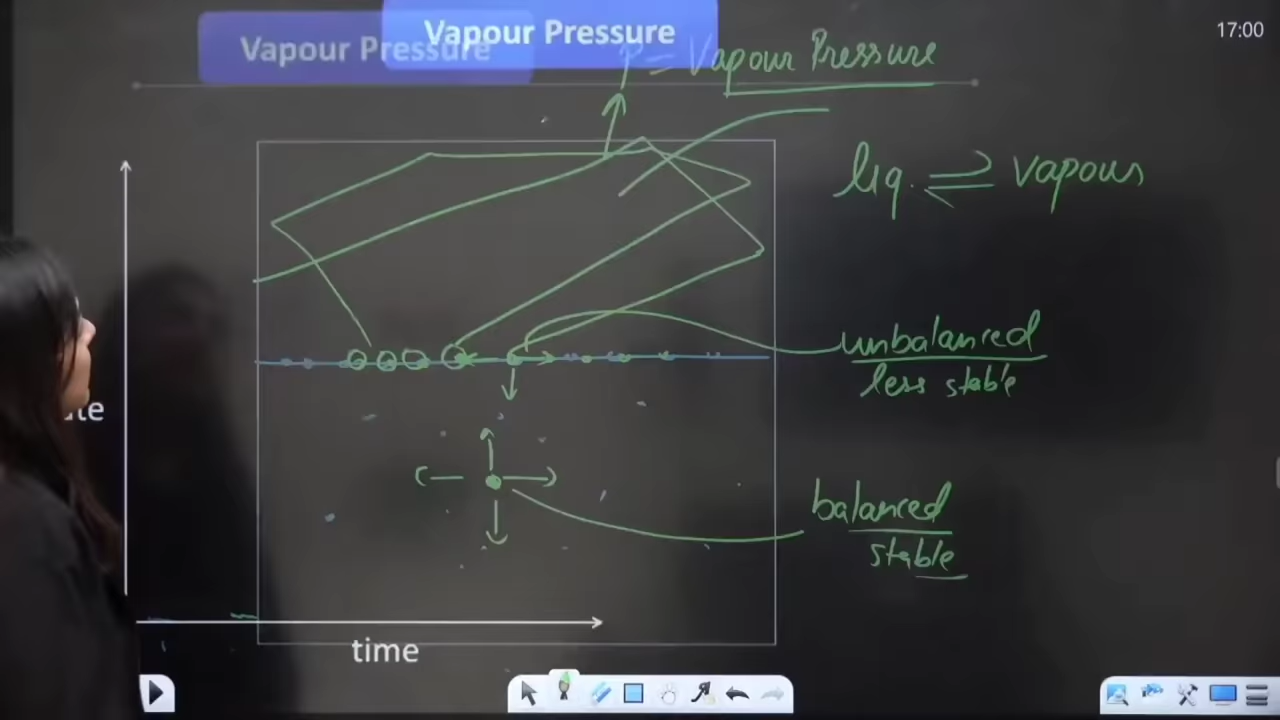 Vapour Pressure
Vapour Pressure
17:00
P = Vapour Pressure
liq. ⇌ vapour
unbalanced
less stable
balanced
stable
time